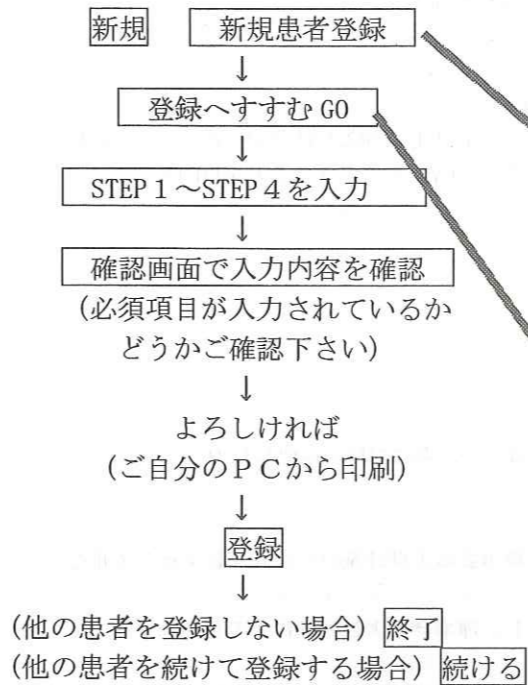 新規 新規患者登録
↓
登録へすすむ GO
↓
STEP１～STEP４を入力
↓
確認画面で入力内容を確認
(必須項目が入力されているか
どうかご確認下さい)
↓
よろしければ
(ご自分のＰＣから印刷)
↓
登録
↓
(他の患者を登録しない場合) 終了
(他の患者を続けて登録する場合) 続ける